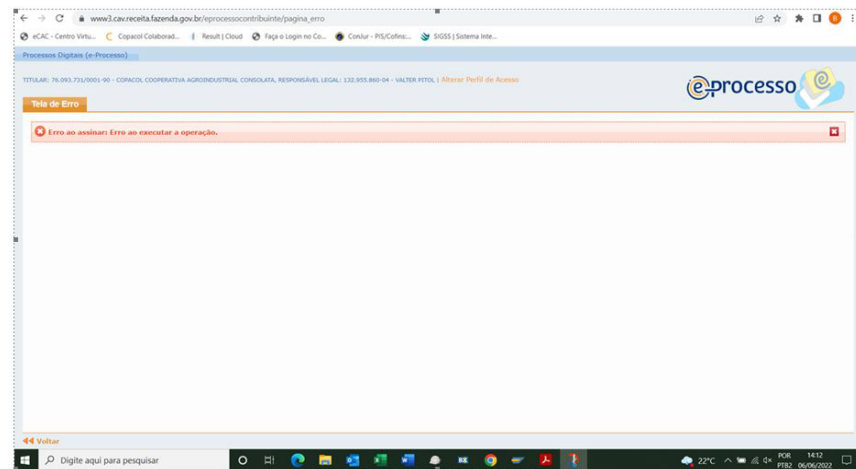 www3.cav.receita.fazenda.gov.br/eprocessocontribuinte/pagina_erro
eCAC - Centro Virtu... Copacol Colaborad... Result | Cloud Faça o Login no Co... ConJur - PIS/Cofins:... SIGSS | Sistema Inte...
Processos Digitais (e-Processo)
TITULAR: 76.093.731/0001-90 - COPACOL COOPERATIVA AGROINDUSTRIAL CONSOLATA, RESPONSÁVEL LEGAL: 132.955.860-04 - VALTER PITOL | Alterar Perfil de Acesso
e-processo
Tela de Erro
Erro ao assinar: Erro ao executar a operação.
Voltar
Digite aqui para pesquisar
22°C
POR 14:12
PTB2 06/06/2022